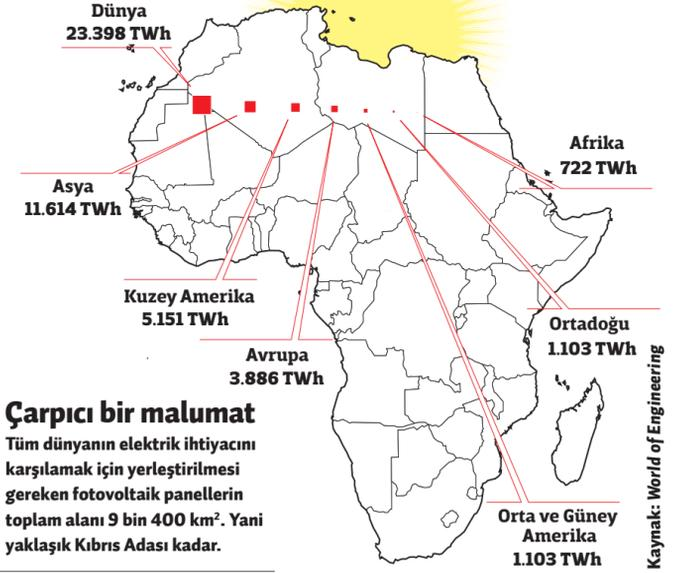 Dünya
23.398 TWh
Afrika
722 TWh
Asya
11.614 TWh
Kuzey Amerika
5.151 TWh
Ortadoğu
1.103 TWh
Avrupa
3.886 TWh
Çarpıcı bir malumat
Tüm dünyanın elektrik ihtiyacını
karşılamak için yerleştirilmesi
gereken fotovoltaik panellerin
toplam alanı 9 bin 400 km². Yani
yaklaşık Kıbrıs Adası kadar.
Orta ve Güney
Amerika
1.103 TWh
Kaynak: World of Engineering